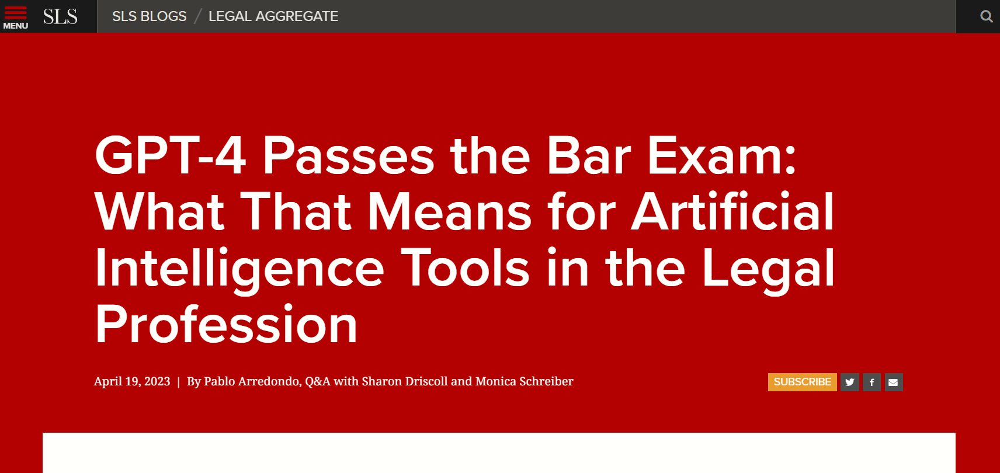 MENU
SLS
SLS BLOGS / LEGAL AGGREGATE
GPT-4 Passes the Bar Exam:
What That Means for Artificial
Intelligence Tools in the Legal
Profession
April 19, 2023 | By Pablo Arredondo, Q&A with Sharon Driscoll and Monica Schreiber
SUBSCRIBE